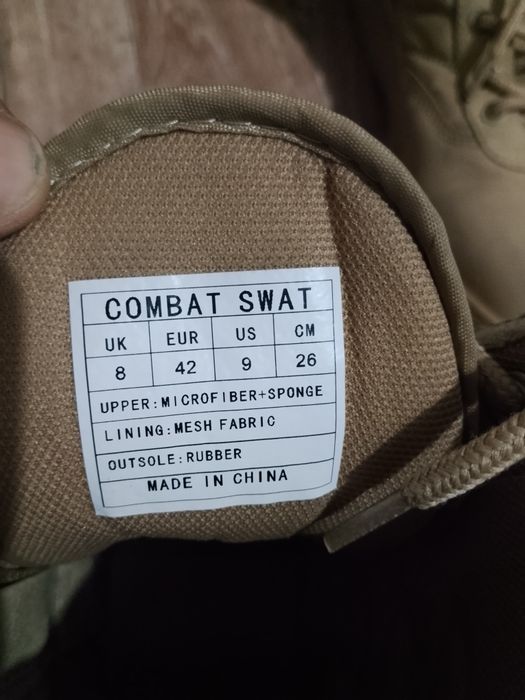 COMBAT SWAT
UK EUR US CM
8 42 9 26
UPPER:MICROFIBER+SPONGE
LINING:MESH FABRIC
OUTSOLE:RUBBER
MADE IN CHINA